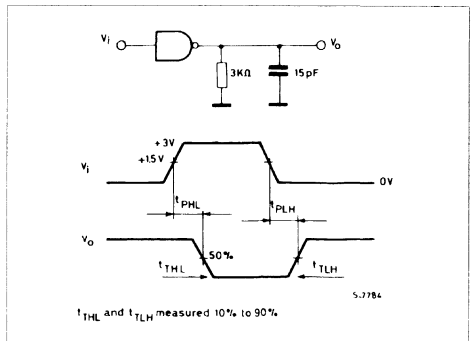 Vi
Vo
3KΩ
15pF
+3V
+1.5V
Vi
0V
tPHL
tPLH
Vo
50%
tTHL
tTLH
S-7784
tTHL and tTLH measured 10% to 90%